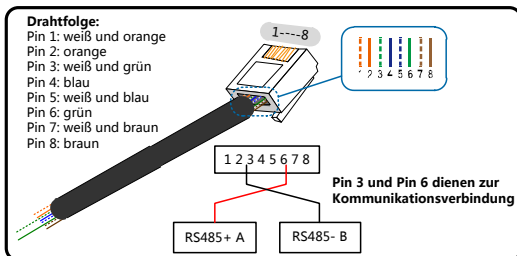 Drahtfolge:
Pin 1: weiß und orange
Pin 2: orange
Pin 3: weiß und grün
Pin 4: blau
Pin 5: weiß und blau
Pin 6: grün
Pin 7: weiß und braun
Pin 8: braun
1----8
1 2 3 4 5 6 7 8
1 2 3 4 5 6 7 8
Pin 3 und Pin 6 dienen zur
Kommunikationsverbindung
RS485+ A
RS485- B